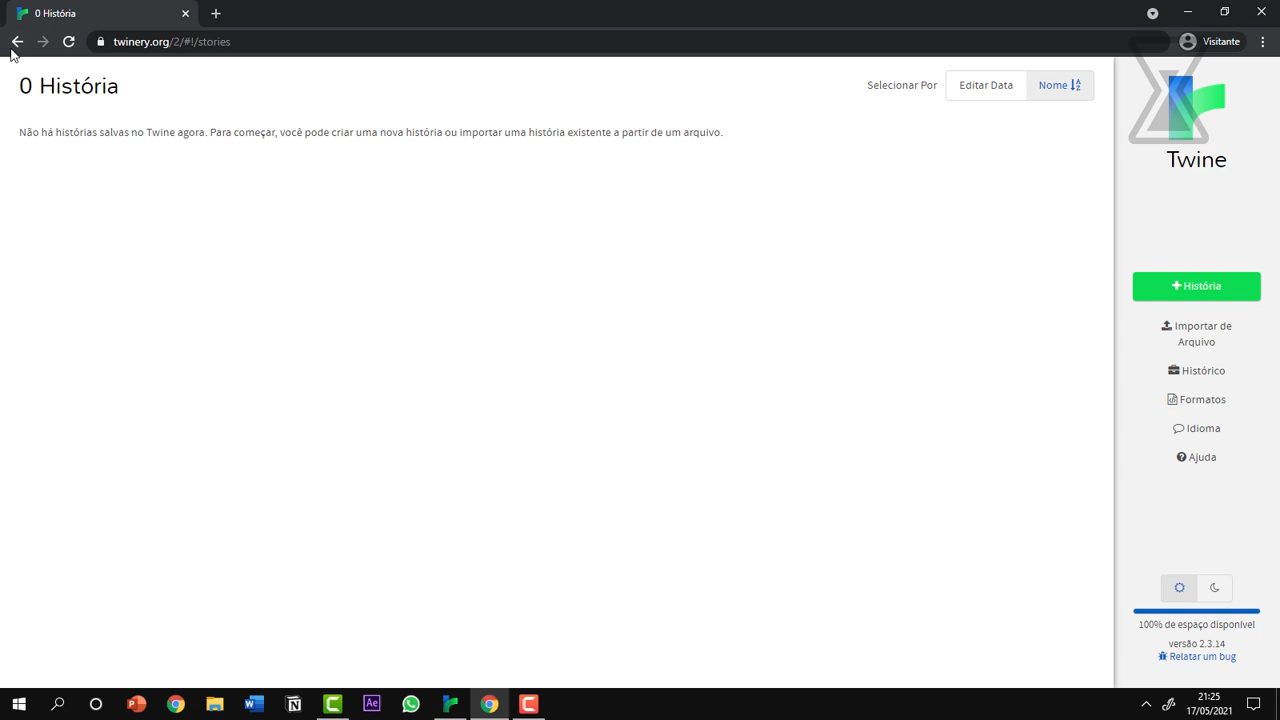 0 História
twinery.org/2/#!/stories
Visitante
0 História
Selecionar Por
Editar Data
Nome
Não há histórias salvas no Twine agora. Para começar, você pode criar uma nova história ou importar uma história existente a partir de um arquivo.
Twine
História
Importar de
Arquivo
Histórico
Formatos
Idioma
Ajuda
100% de espaço disponível
versão 2.3.14
Relatar um bug
21:25
17/05/2021